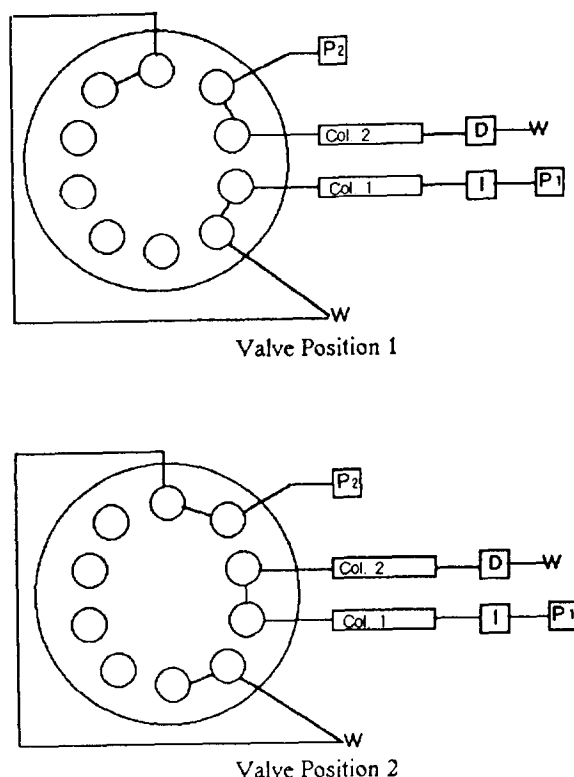 P2
Col. 2 D W
Col. 1 I P1
W
Valve Position 1
P2
Col. 2 D W
Col. 1 I P1
W
Valve Position 2